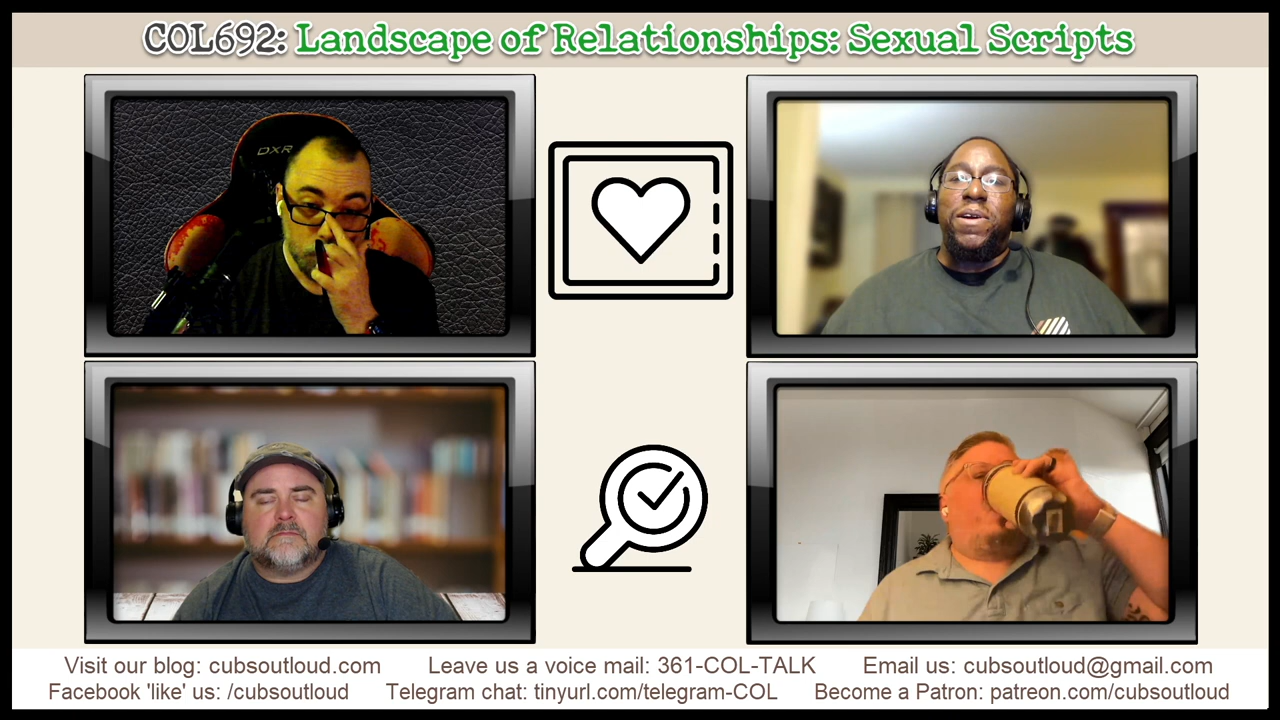 COL692: Landscape of Relationships: Sexual Scripts
DXR
Visit our blog: cubsoutloud.com Leave us a voice mail: 361-COL-TALK Email us: cubsoutloud@gmail.com
Facebook 'like' us: /cubsoutloud Telegram chat: tinyurl.com/telegram-COL Become a Patron: patreon.com/cubsoutloud